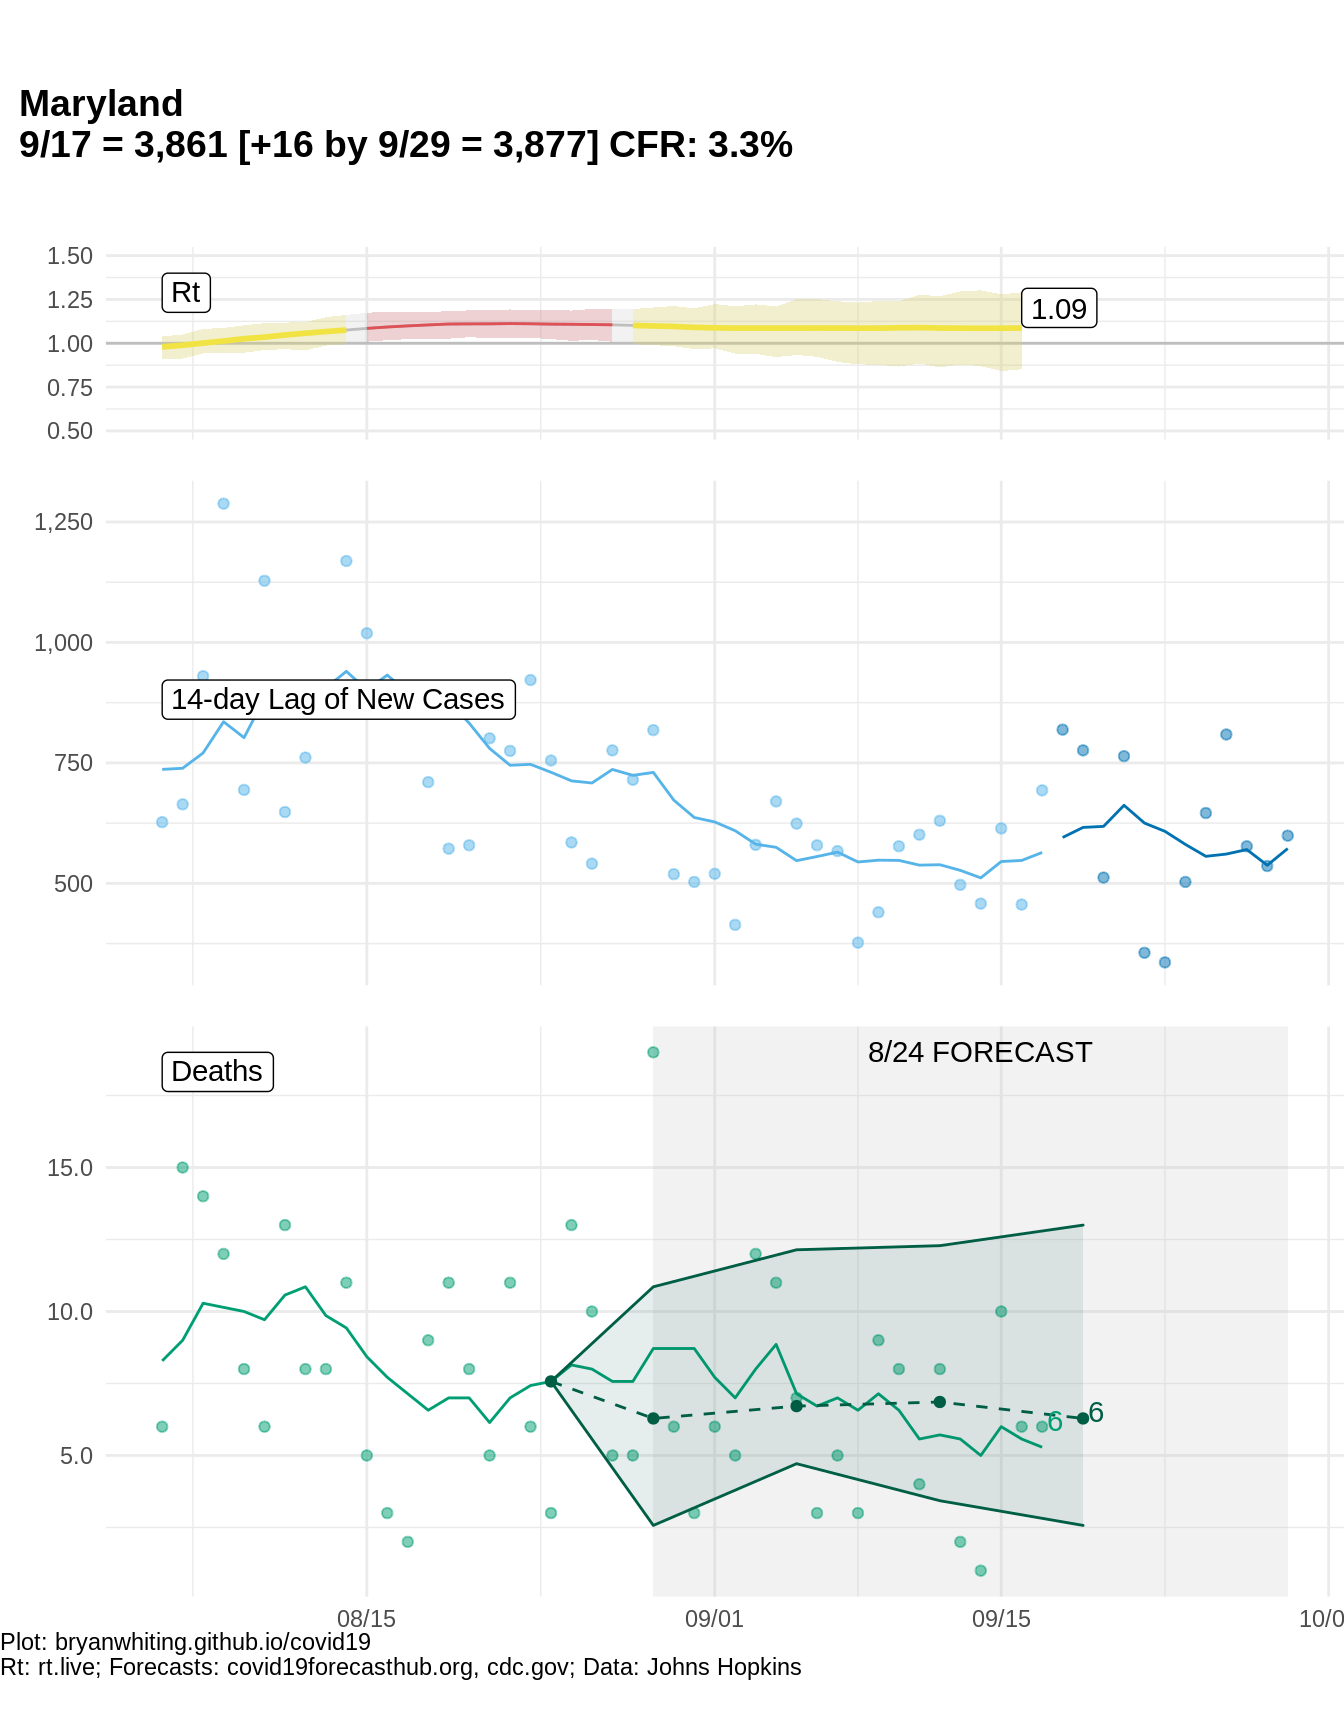 Maryland
9/17 = 3,861 [+16 by 9/29 = 3,877] CFR: 3.3%
1.50
Rt
1.25
1.09
1.00
0.75
0.50
1,250
1,000
14-day Lag of New Cases
750
500
8/24 FORECAST
Deaths
15.0
10.0
6
6
5.0
08/15
09/01
09/15
10/0
Plot: bryanwhiting.github.io/covid19
Rt: rt.live; Forecasts: covid19forecasthub.org, cdc.gov; Data: Johns Hopkins